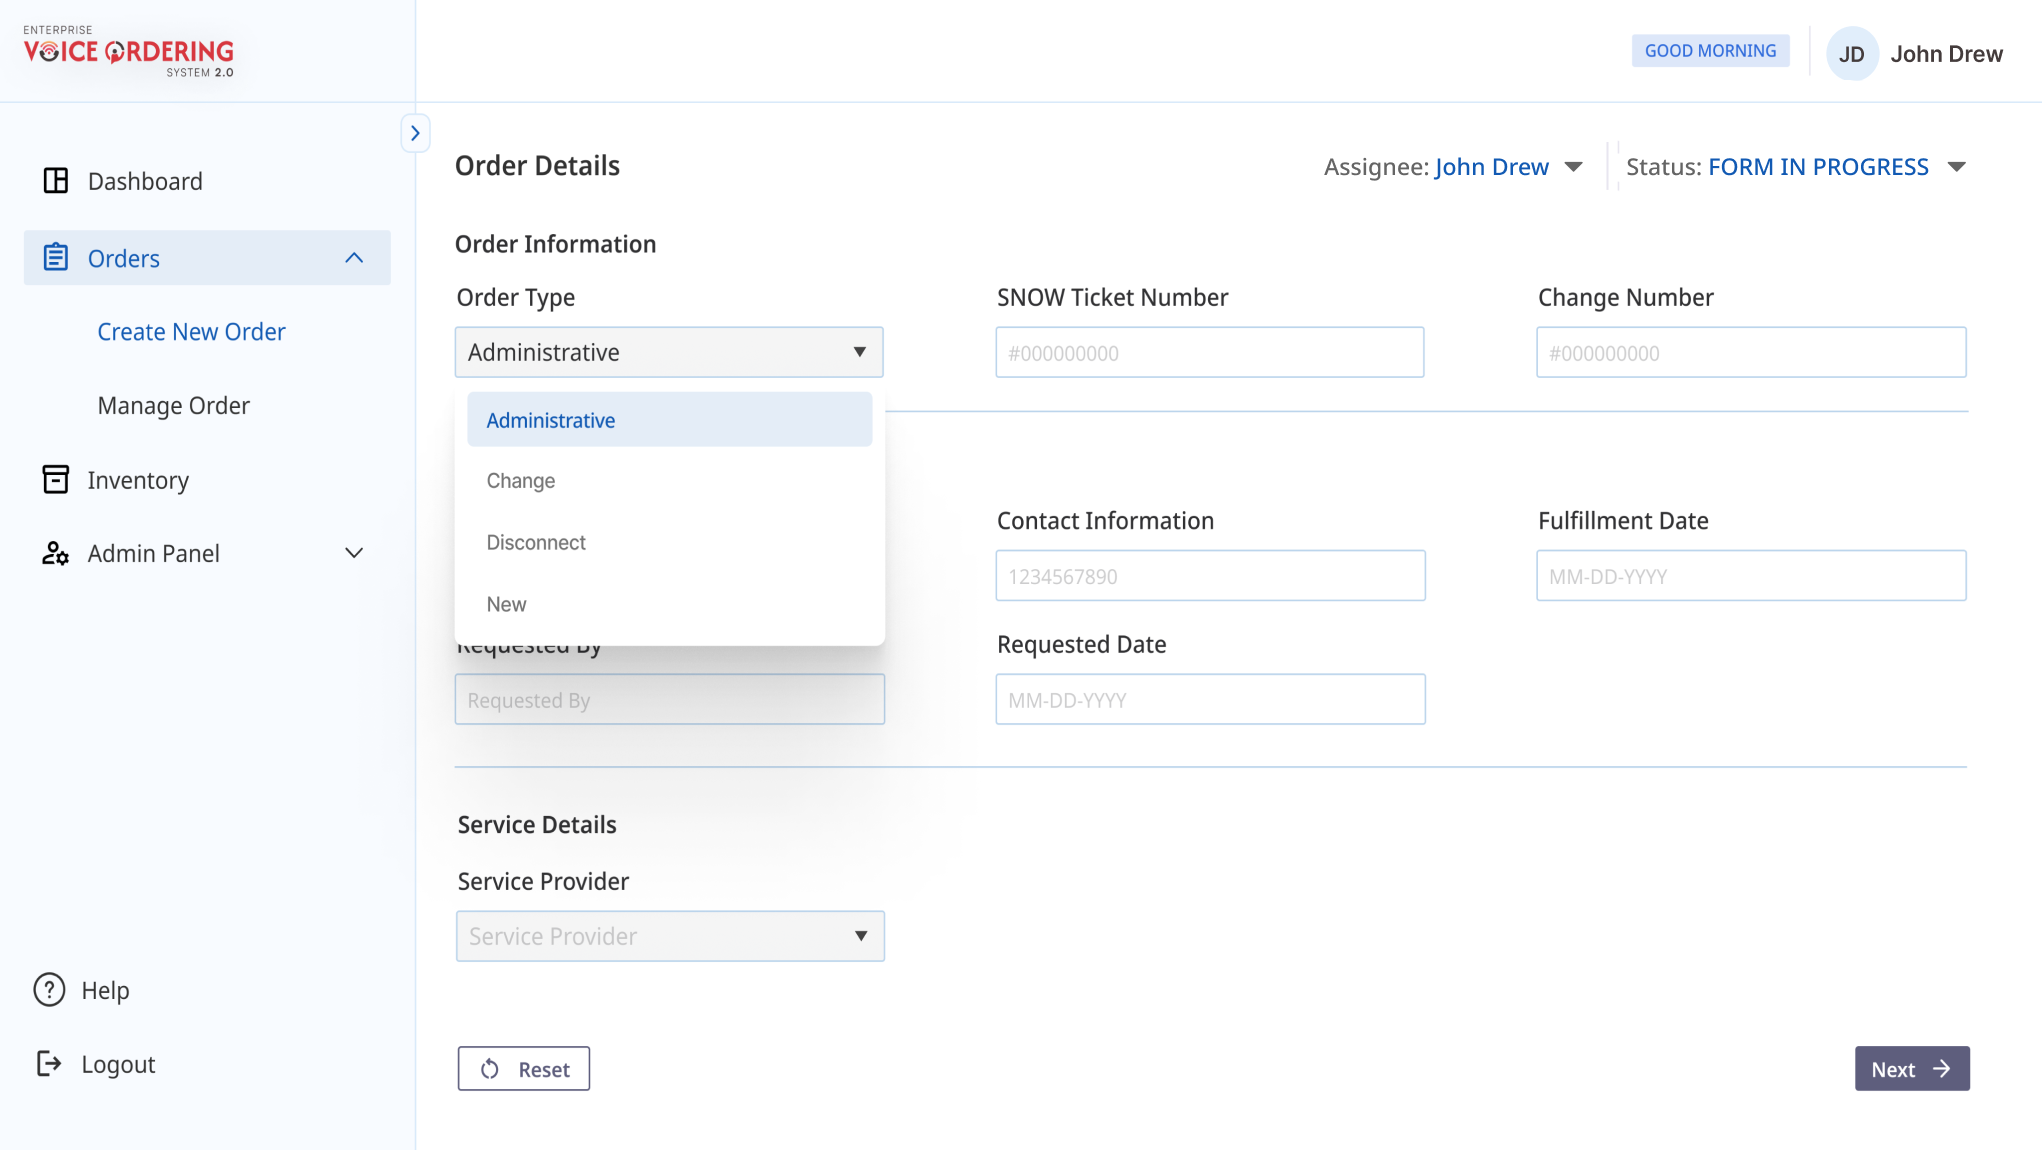 ENTERPRISE
VOICE ORDERING
SYSTEM 2.0
GOOD MORNING
JD
John Drew
Dashboard
Orders
Create New Order
Manage Order
Inventory
Admin Panel
Help
Logout
Order Details
Assignee: John Drew
Status: FORM IN PROGRESS
Order Information
Order Type
SNOW Ticket Number
Change Number
Administrative
#000000000
#000000000
Administrative
Change
Disconnect
New
Contact Information
Fulfillment Date
1234567890
MM-DD-YYYY
Requested By
Requested Date
Requested By
MM-DD-YYYY
Service Details
Service Provider
Service Provider
Reset
Next